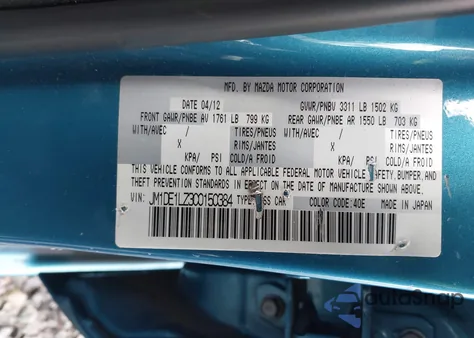 MFD. BY MAZDA MOTOR CORPORATION
DATE 04/12 GVWR/PNBV 3311 LB 1502 KG
FRONT GAWR/PNBE AV 1761 LB 799 KG REAR GAWR/PNBE AR 1550 LB 703 KG
WITH/AVEC / TIRES/PNEUS WITH/AVEC / TIRES/PNEUS
X RIMS/JANTES X RIMS/JANTES
KPA/ PSI COLD/A FROID KPA/ PSI COLD/A FROID
THIS VEHICLE CONFORMS TO ALL APPLICABLE FEDERAL MOTOR VEHICLE SAFETY, BUMPER, AND
THEFT PREVENTION STANDARDS IN EFFECT ON THE DATE OF MANUFACTURE SHOWN ABOVE.
VIN: JM1DE1LZ3C0150384 TYPE: PASS CAR COLOR CODE: 40E MADE IN JAPAN
autoSnap